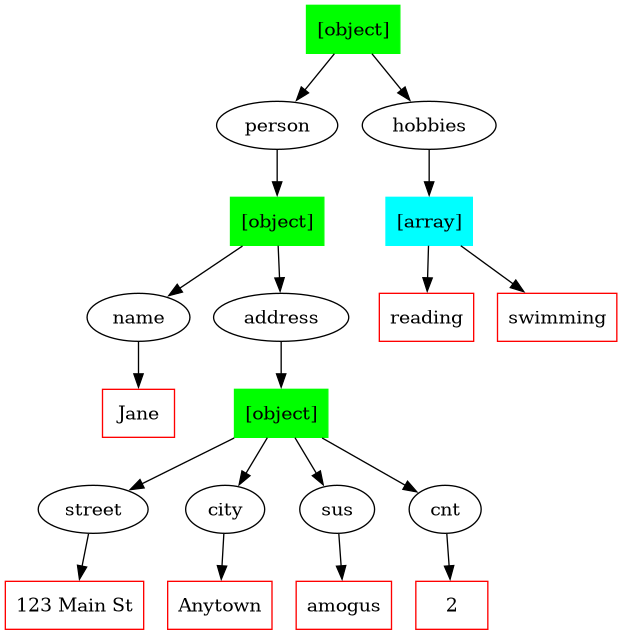 [object]
person
hobbies
[object]
[array]
name
address
reading
swimming
Jane
[object]
street
city
sus
cnt
123 Main St
Anytown
amogus
2